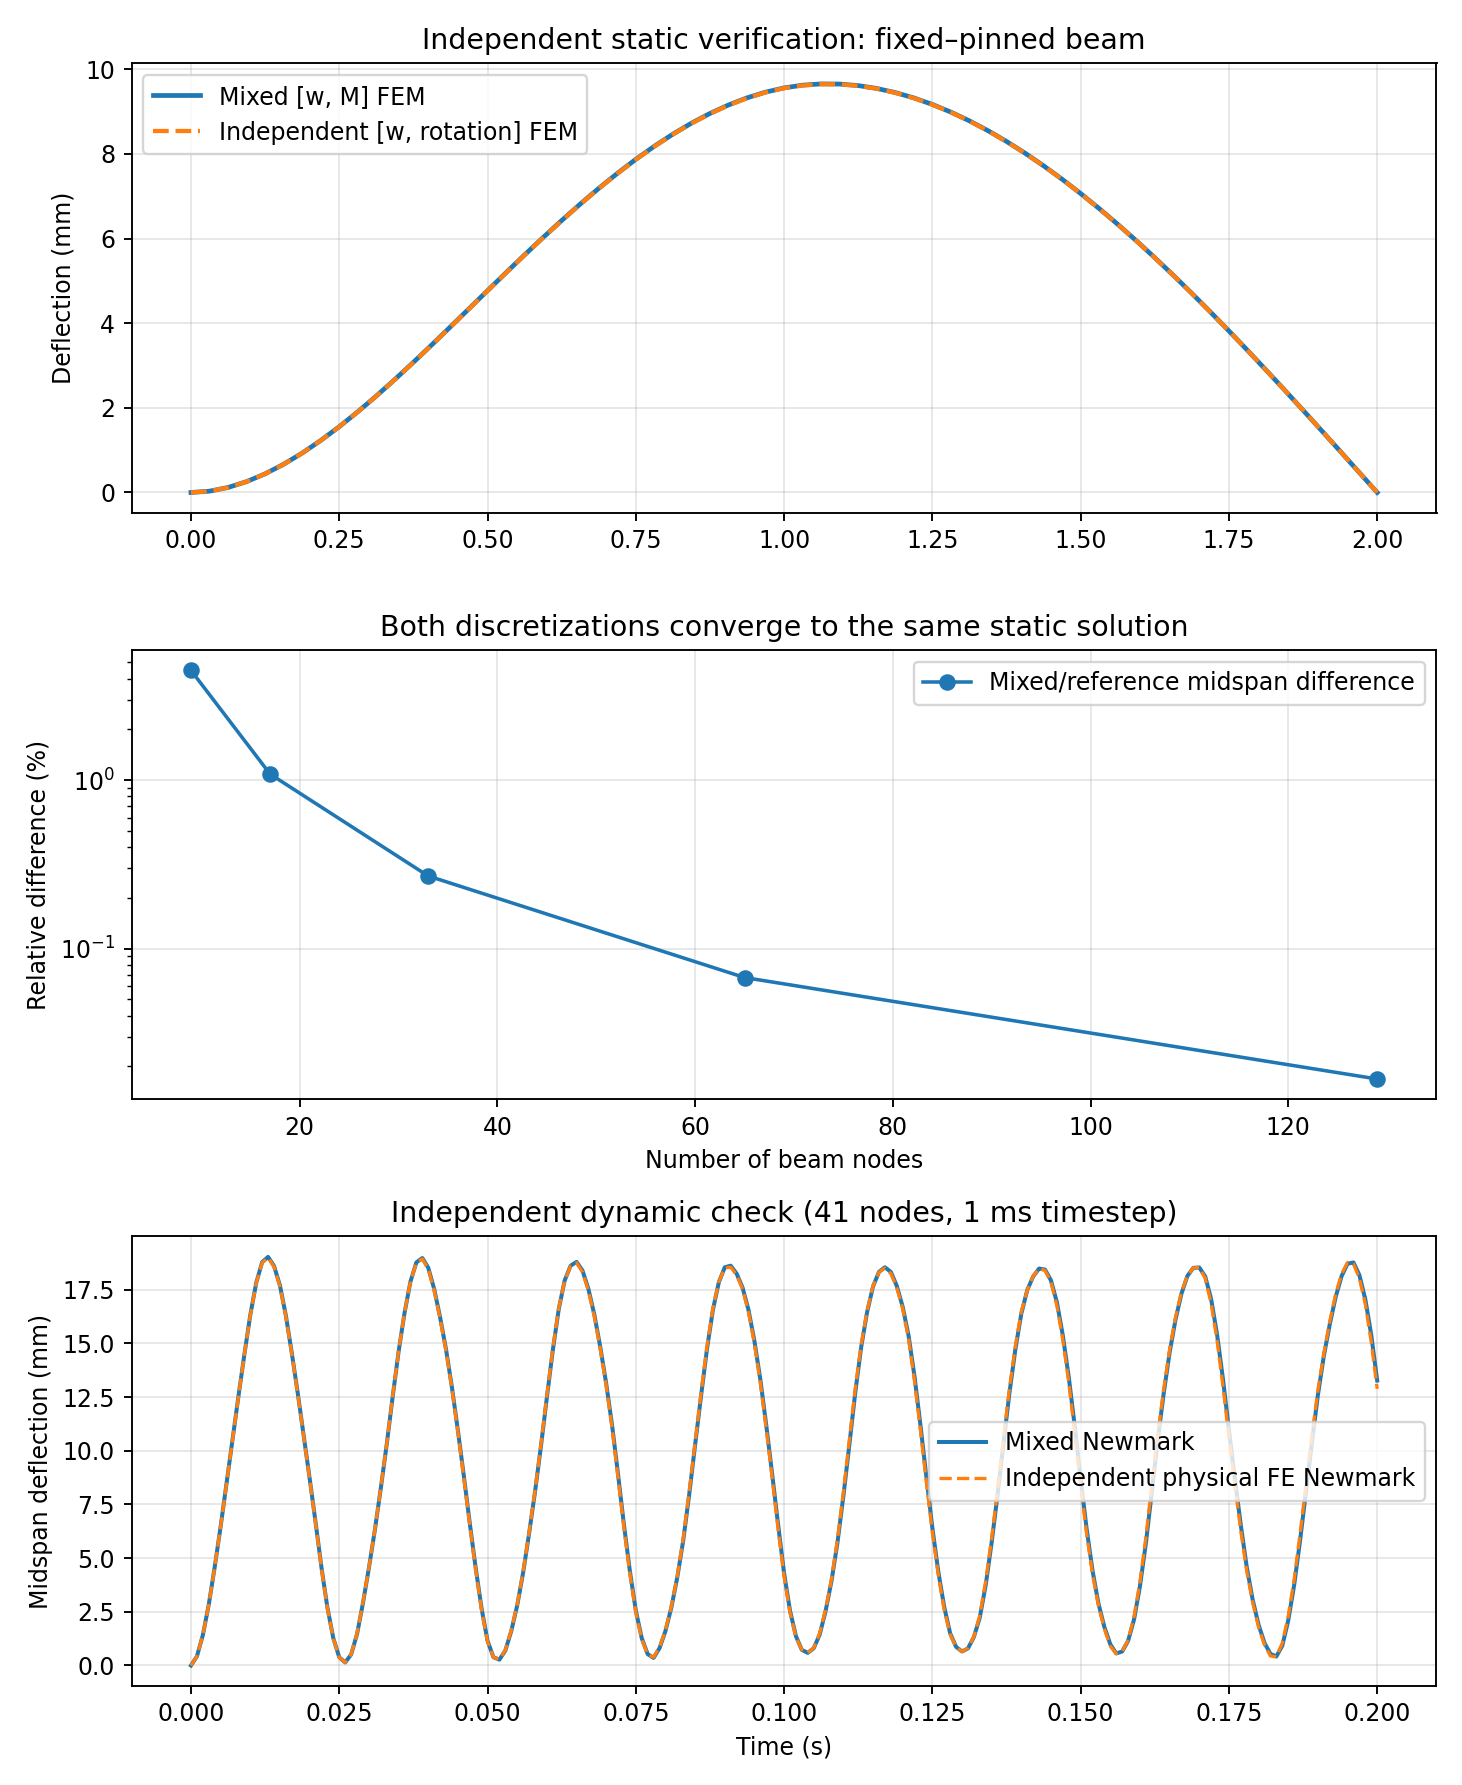 Independent static verification: fixed–pinned beam
Mixed [w, M] FEM
Independent [w, rotation] FEM
Deflection (mm)
10
8
6
4
2
0
0.00 0.25 0.50 0.75 1.00 1.25 1.50 1.75 2.00
Both discretizations converge to the same static solution
Mixed/reference midspan difference
Relative difference (%)
10⁰
10⁻¹
20 40 60 80 100 120
Number of beam nodes
Independent dynamic check (41 nodes, 1 ms timestep)
Mixed Newmark
Independent physical FE Newmark
Midspan deflection (mm)
17.5
15.0
12.5
10.0
7.5
5.0
2.5
0.0
0.000 0.025 0.050 0.075 0.100 0.125 0.150 0.175 0.200
Time (s)